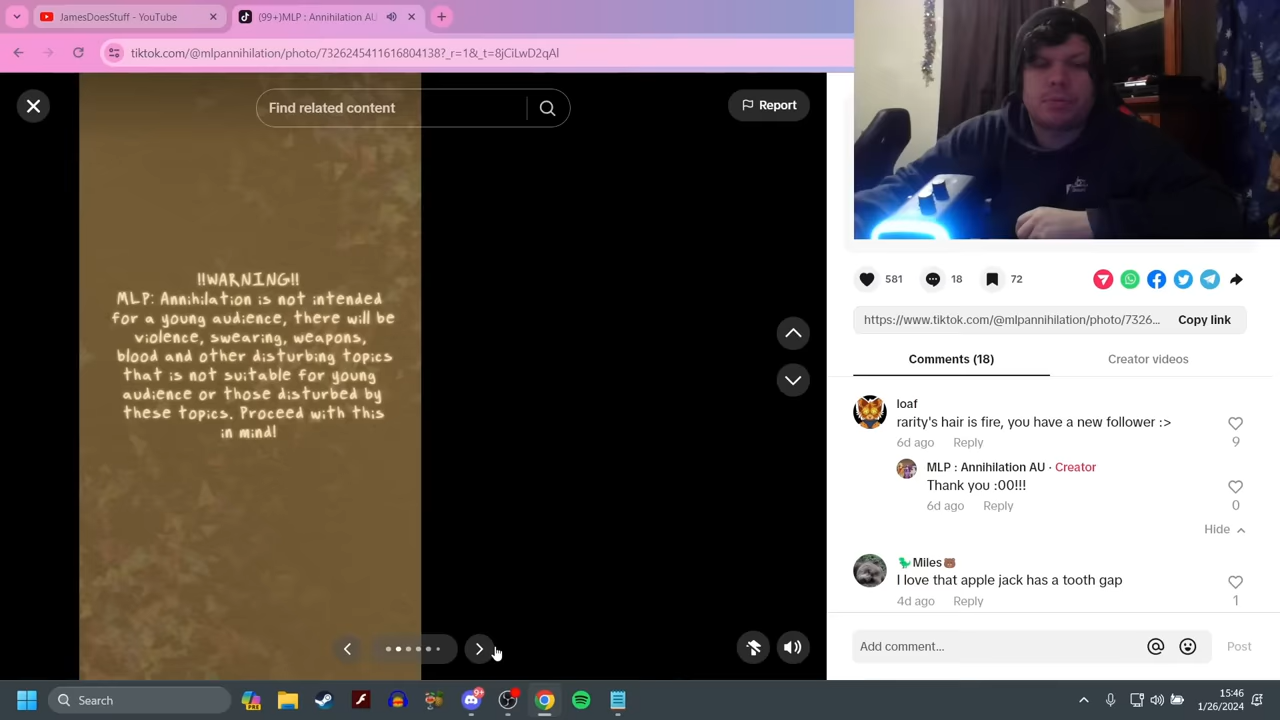 JamesDoesStuff - YouTube
(99+)MLP : Annihilation AU
tiktok.com/@mlpannihilation/photo/7326245411616804138?_r=1&_t=8jCiLwD2qAl
Find related content
Report
!!WARNING!!
MLP: Annihilation is not intended
for a young audience, there will be
violence, swearing, weapons,
blood and other disturbing topics
that is not suitable for young
audience or those disturbed by
these topics. Proceed with this
in mind!
581
18
72
https://www.tiktok.com/@mlpannihilation/photo/7326...
Copy link
Comments (18)
Creator videos
loaf
rarity's hair is fire, you have a new follower :>
6d ago
Reply
9
MLP : Annihilation AU · Creator
Thank you :00!!!
6d ago
Reply
0
Hide
🦖Miles🐻
I love that apple jack has a tooth gap
4d ago
Reply
1
Add comment...
Post
Search
PRE
9+
15:46
1/26/2024